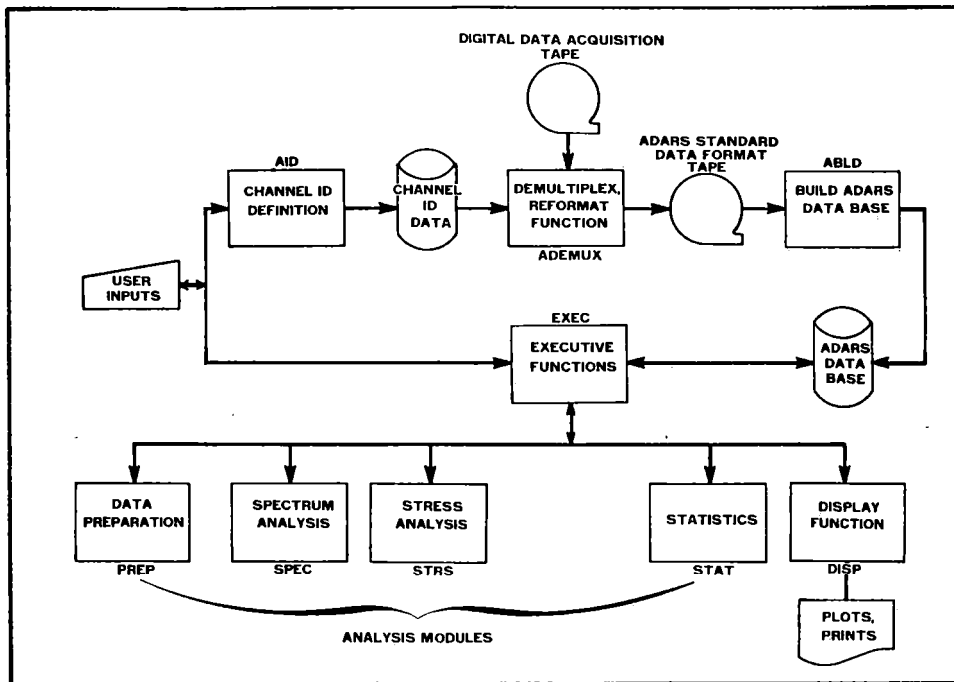 DIGITAL DATA ACQUISITION
TAPE
ADARS STANDARD
DATA FORMAT
TAPE
AID
CHANNEL ID
DEFINITION
CHANNEL
ID
DATA
DEMULTIPLEX,
REFORMAT
FUNCTION
ADEMUX
ABLD
BUILD ADARS
DATA BASE
USER
INPUTS
EXEC
EXECUTIVE
FUNCTIONS
ADARS
DATA
BASE
DATA
PREPARATION
PREP
SPECTRUM
ANALYSIS
SPEC
STRESS
ANALYSIS
STRS
STATISTICS
STAT
DISPLAY
FUNCTION
DISP
ANALYSIS MODULES
PLOTS,
PRINTS